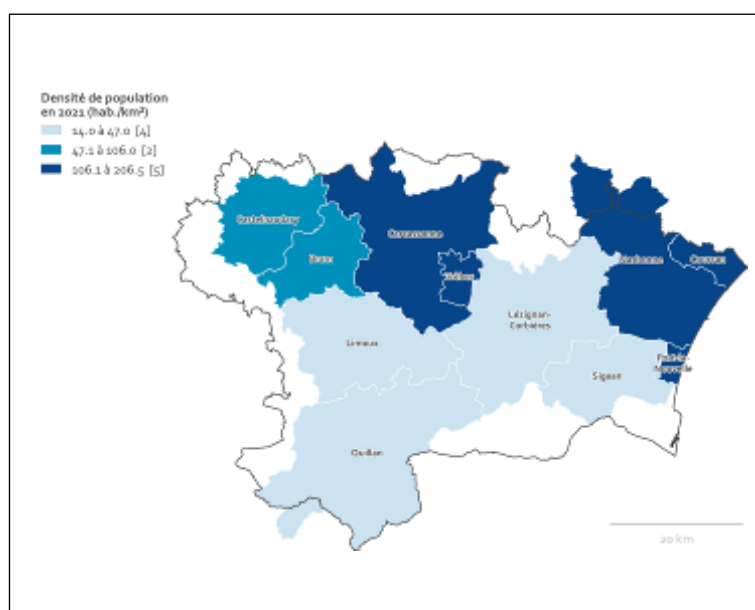 Densité de population
en 2021 (hab./km²)
14.0 à 47.0 [4]
47.1 à 106.0 [2]
106.1 à 206.5 [5]
Castelnaudary
Carcassonne
Bram
Trèbes
Narbonne
Coursan
Lézignan-
Corbières
Limoux
Port-la-
Nouvelle
Sigean
Quillan
20 km